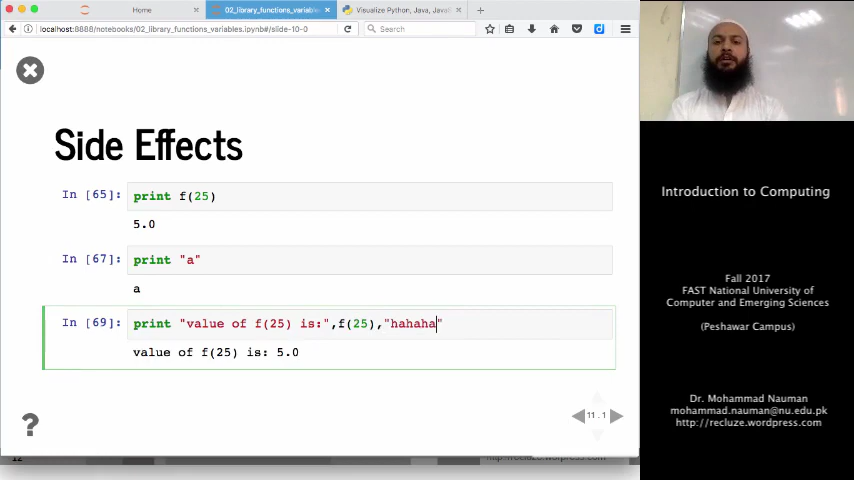 Home
02_library_functions_variables
Visualize Python, Java, JavaS
localhost:8888/notebooks/02_library_functions_variables.ipynb#/slide-10-0
Search
Side Effects
In [65]: print f(25)
5.0
In [67]: print "a"
a
In [69]: print "value of f(25) is:",f(25),"hahaha"
value of f(25) is: 5.0
11.1
?
12
Introduction to Computing
Fall 2017
FAST National University of
Computer and Emerging Sciences
(Peshawar Campus)
Dr. Mohammad Nauman
mohammad.nauman@nu.edu.pk
http://recluze.wordpress.com